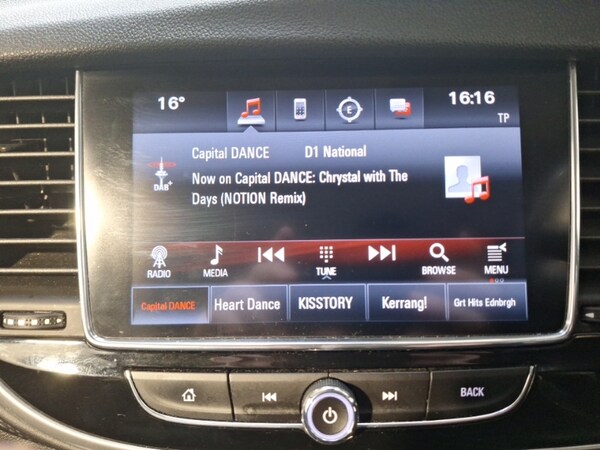 16° 16:16
TP
E
Capital DANCE D1 National
Now on Capital DANCE: Chrystal with The
Days (NOTION Remix)
DAB+
RADIO MEDIA TUNE BROWSE MENU
Capital DANCE Heart Dance KISSTORY Kerrang! Grt Hits Ednbrgh
BACK